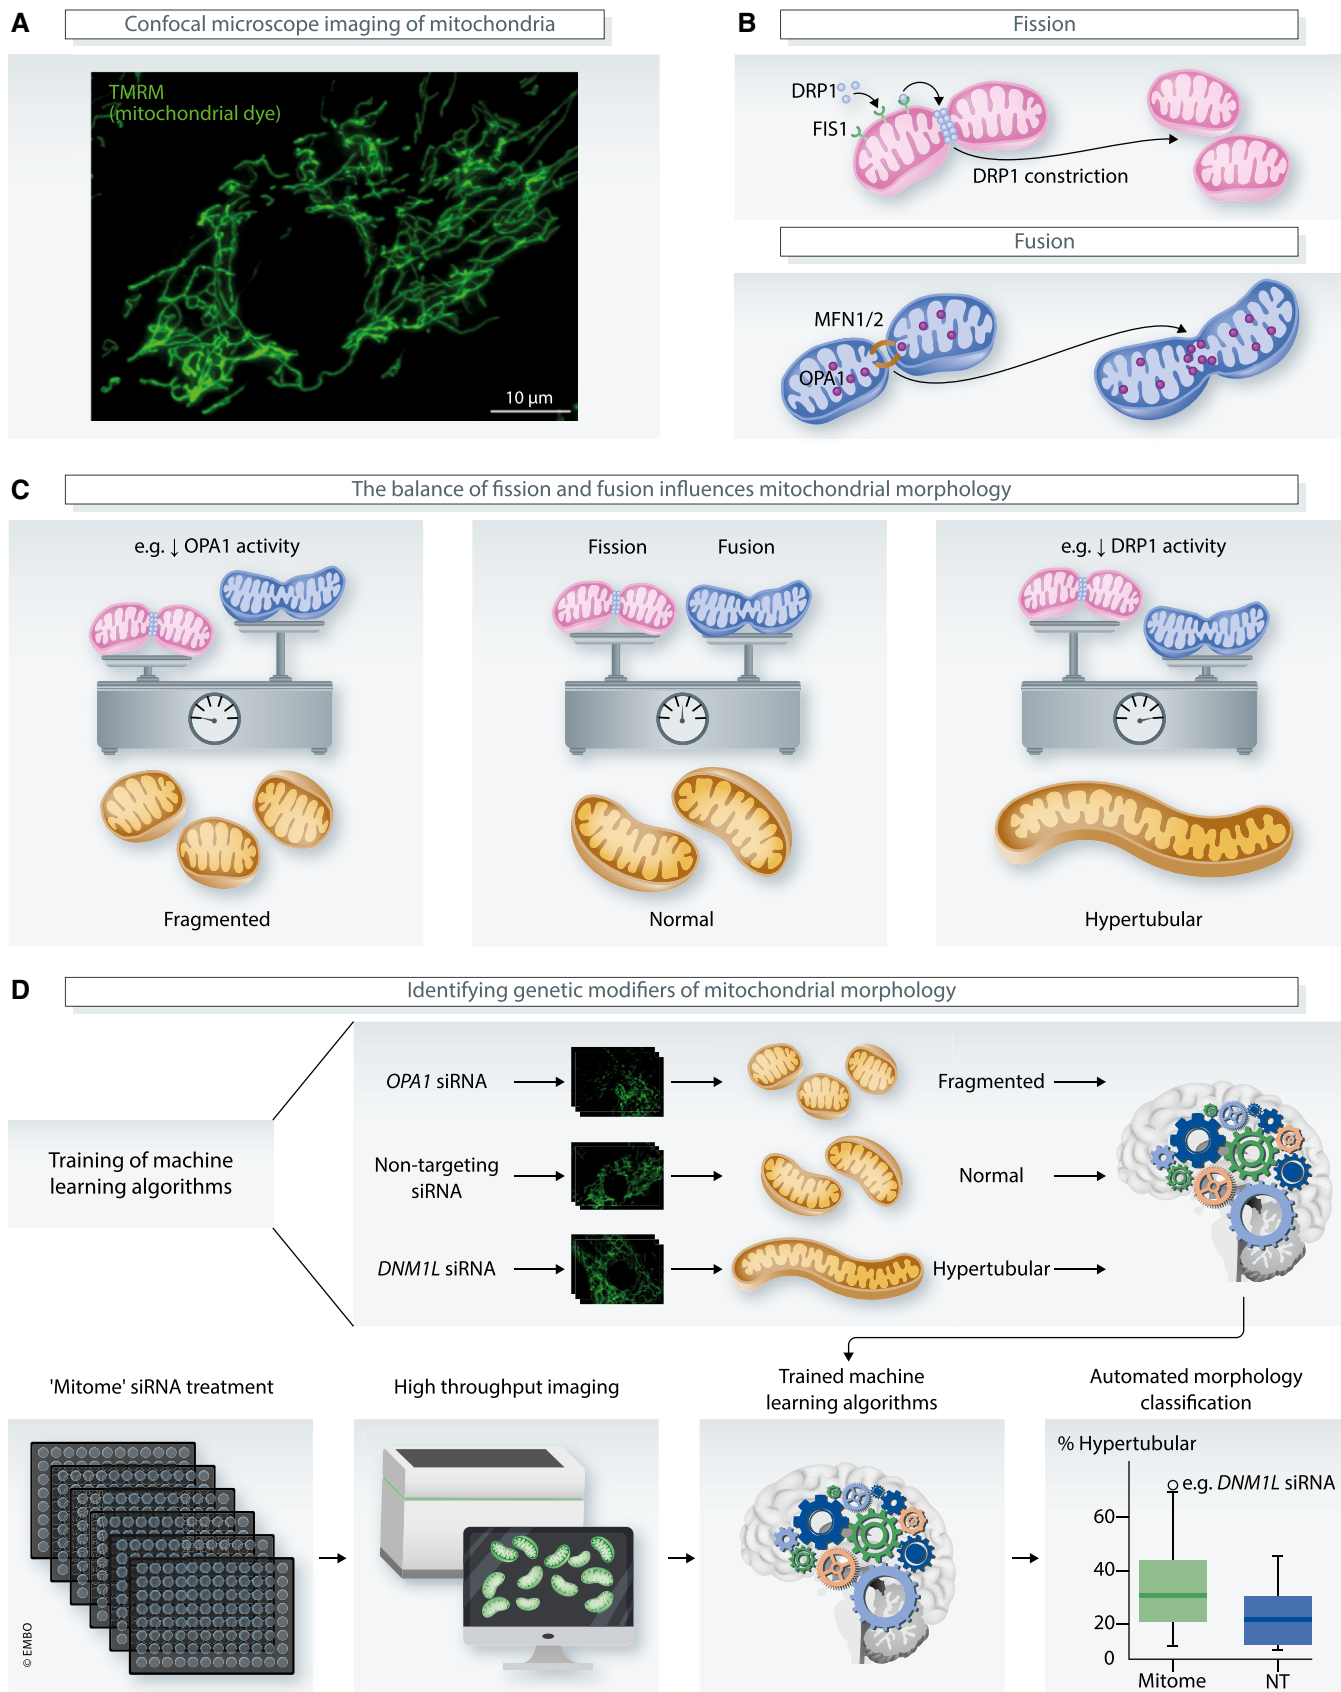 A
Confocal microscope imaging of mitochondria
TMRM
(mitochondrial dye)
10 µm
B
Fission
DRP1
FIS1
DRP1 constriction
Fusion
MFN1/2
OPA1
C
The balance of fission and fusion influences mitochondrial morphology
e.g. ↓ OPA1 activity
Fragmented
Fission
Fusion
Normal
e.g. ↓ DRP1 activity
Hypertubular
D
Identifying genetic modifiers of mitochondrial morphology
Training of machine
learning algorithms
OPA1 siRNA
Fragmented
Non-targeting
siRNA
Normal
DNM1L siRNA
Hypertubular
'Mitome' siRNA treatment
High throughput imaging
Trained machine
learning algorithms
Automated morphology
classification
% Hypertubular
e.g. DNM1L siRNA
60
40
20
0
Mitome
NT
© EMBO